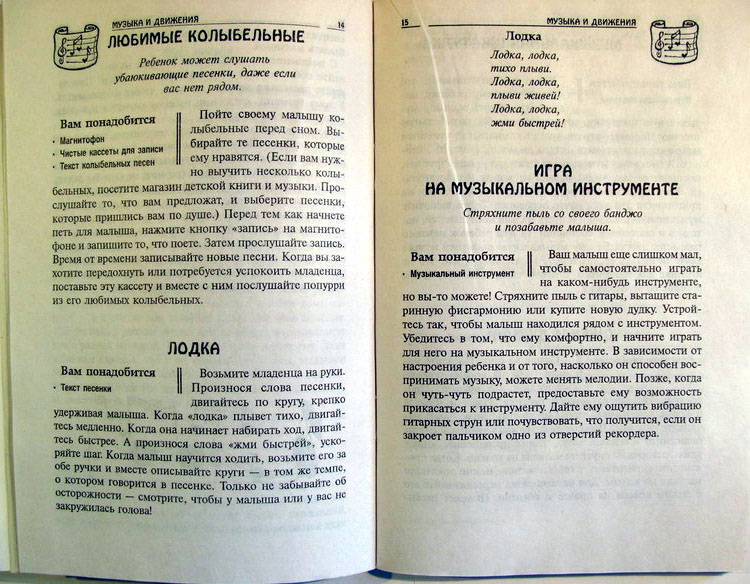 МУЗЫКА И ДВИЖЕНИЯ 14
ЛЮБИМЫЕ КОЛЫБЕЛЬНЫЕ
Ребенок может слушать
убаюкивающие песенки, даже если
вас нет рядом.
Вам понадобится
• Магнитофон
• Чистые кассеты для записи
• Текст колыбельных песен
Пойте своему малышу ко-
лыбельные перед сном. Вы-
бирайте те песенки, которые
ему нравятся. (Если вам нуж-
но выучить несколько колы-
бельных, посетите магазин детской книги и музыки. Про-
слушайте то, что вам предложат, и выберите песенки,
которые пришлись вам по душе.) Перед тем как начнете
петь для малыша, нажмите кнопку «запись» на магнито-
фоне и запишите то, что поете. Затем прослушайте запись.
Время от времени записывайте новые песни. Когда вы за-
хотите передохнуть или потребуется успокоить младенца,
поставьте эту кассету и вместе с ним послушайте попурри
из его любимых колыбельных.
ЛОДКА
Вам понадобится
• Текст песенки
Возьмите младенца на руки.
Произнося слова песенки,
двигайтесь по кругу, крепко
удерживая малыша. Когда «лодка» плывет тихо, двигай-
тесь медленно. Когда она начинает набирать ход, двигай-
тесь быстрее. А произнося слова «жми быстрей», уско-
ряйте шаг. Когда малыш научится ходить, возьмите его за
обе ручки и вместе описывайте круги — в том же темпе,
о котором говорится в песенке. Только не забывайте об
осторожности — смотрите, чтобы у малыша или у вас не
закружилась голова!
15 МУЗЫКА И ДВИЖЕНИЯ
Лодка
Лодка, лодка,
тихо плыви.
Лодка, лодка,
плыви живей!
Лодка, лодка,
жми быстрей!
ИГРА
НА МУЗЫКАЛЬНОМ ИНСТРУМЕНТЕ
Стряхните пыль со своего банджо
и позабавьте малыша.
Вам понадобится
• Музыкальный инструмент
Ваш малыш еще слишком мал,
чтобы самостоятельно играть
на каком-нибудь инструменте,
но вы-то можете! Стряхните пыль с гитары, вытащите ста-
ринную фисгармонию или купите новую дудку. Устрой-
тесь так, чтобы малыш находился рядом с инструментом.
Убедитесь в том, что ему комфортно, и начните играть
для него на музыкальном инструменте. В зависимости от
настроения ребенка и от того, насколько он способен вос-
принимать музыку, можете менять мелодии. Позже, когда
он чуть-чуть подрастет, предоставьте ему возможность
прикасаться к инструменту. Дайте ему ощутить вибрацию
гитарных струн или почувствовать, что получится, если он
закроет пальчиком одно из отверстий рекордера.